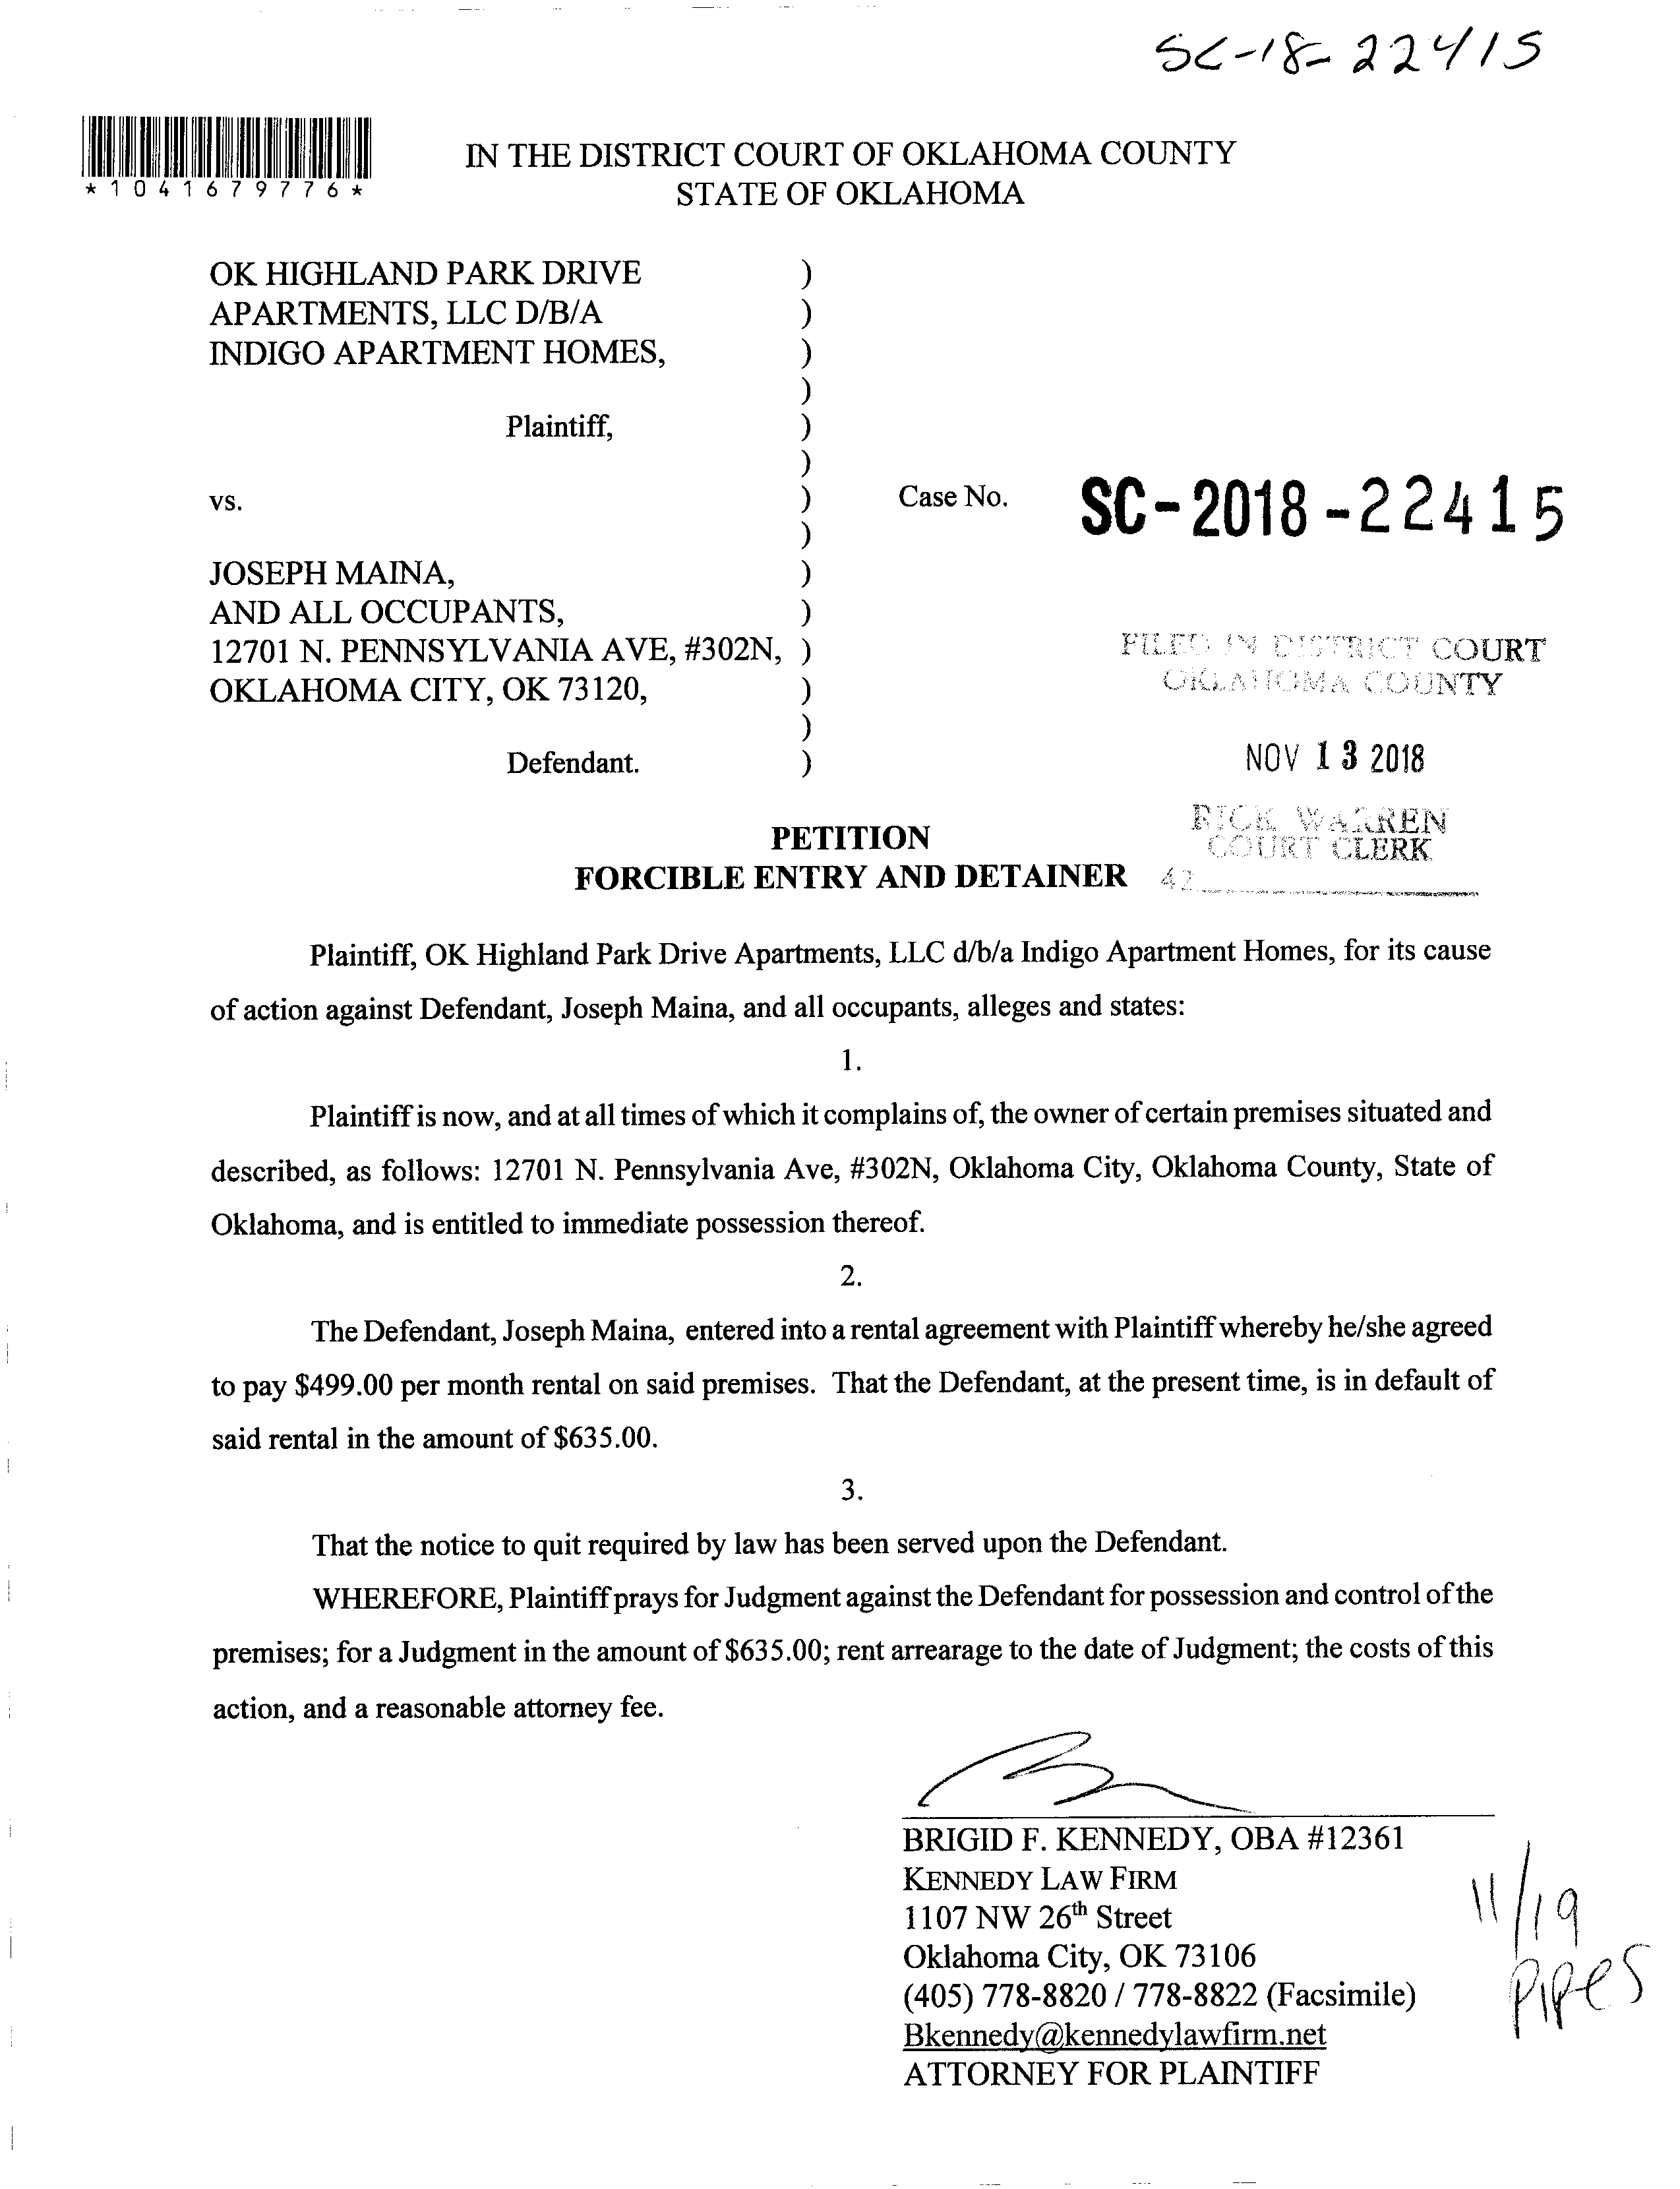 SC-18-22415
*1041679776*
IN THE DISTRICT COURT OF OKLAHOMA COUNTY
STATE OF OKLAHOMA
OK HIGHLAND PARK DRIVE )
APARTMENTS, LLC D/B/A )
INDIGO APARTMENT HOMES, )
)
Plaintiff, )
)
vs. ) Case No. SC-2018-22415
)
JOSEPH MAINA, )
AND ALL OCCUPANTS, )
12701 N. PENNSYLVANIA AVE, #302N, )
OKLAHOMA CITY, OK 73120, )
)
Defendant. )
FILED IN DISTRICT COURT
OKLAHOMA COUNTY
NOV 13 2018
RICK WARREN
COURT CLERK
42
PETITION
FORCIBLE ENTRY AND DETAINER
Plaintiff, OK Highland Park Drive Apartments, LLC d/b/a Indigo Apartment Homes, for its cause
of action against Defendant, Joseph Maina, and all occupants, alleges and states:
1.
Plaintiff is now, and at all times of which it complains of, the owner of certain premises situated and
described, as follows: 12701 N. Pennsylvania Ave, #302N, Oklahoma City, Oklahoma County, State of
Oklahoma, and is entitled to immediate possession thereof.
2.
The Defendant, Joseph Maina, entered into a rental agreement with Plaintiff whereby he/she agreed
to pay $499.00 per month rental on said premises. That the Defendant, at the present time, is in default of
said rental in the amount of $635.00.
3.
That the notice to quit required by law has been served upon the Defendant.
WHEREFORE, Plaintiff prays for Judgment against the Defendant for possession and control of the
premises; for a Judgment in the amount of $635.00; rent arrearage to the date of Judgment; the costs of this
action, and a reasonable attorney fee.
BRIGID F. KENNEDY, OBA #12361
KENNEDY LAW FIRM
1107 NW 26th Street
Oklahoma City, OK 73106
(405) 778-8820 / 778-8822 (Facsimile)
Bkennedy@kennedylawfirm.net
ATTORNEY FOR PLAINTIFF
11/19
PIPES